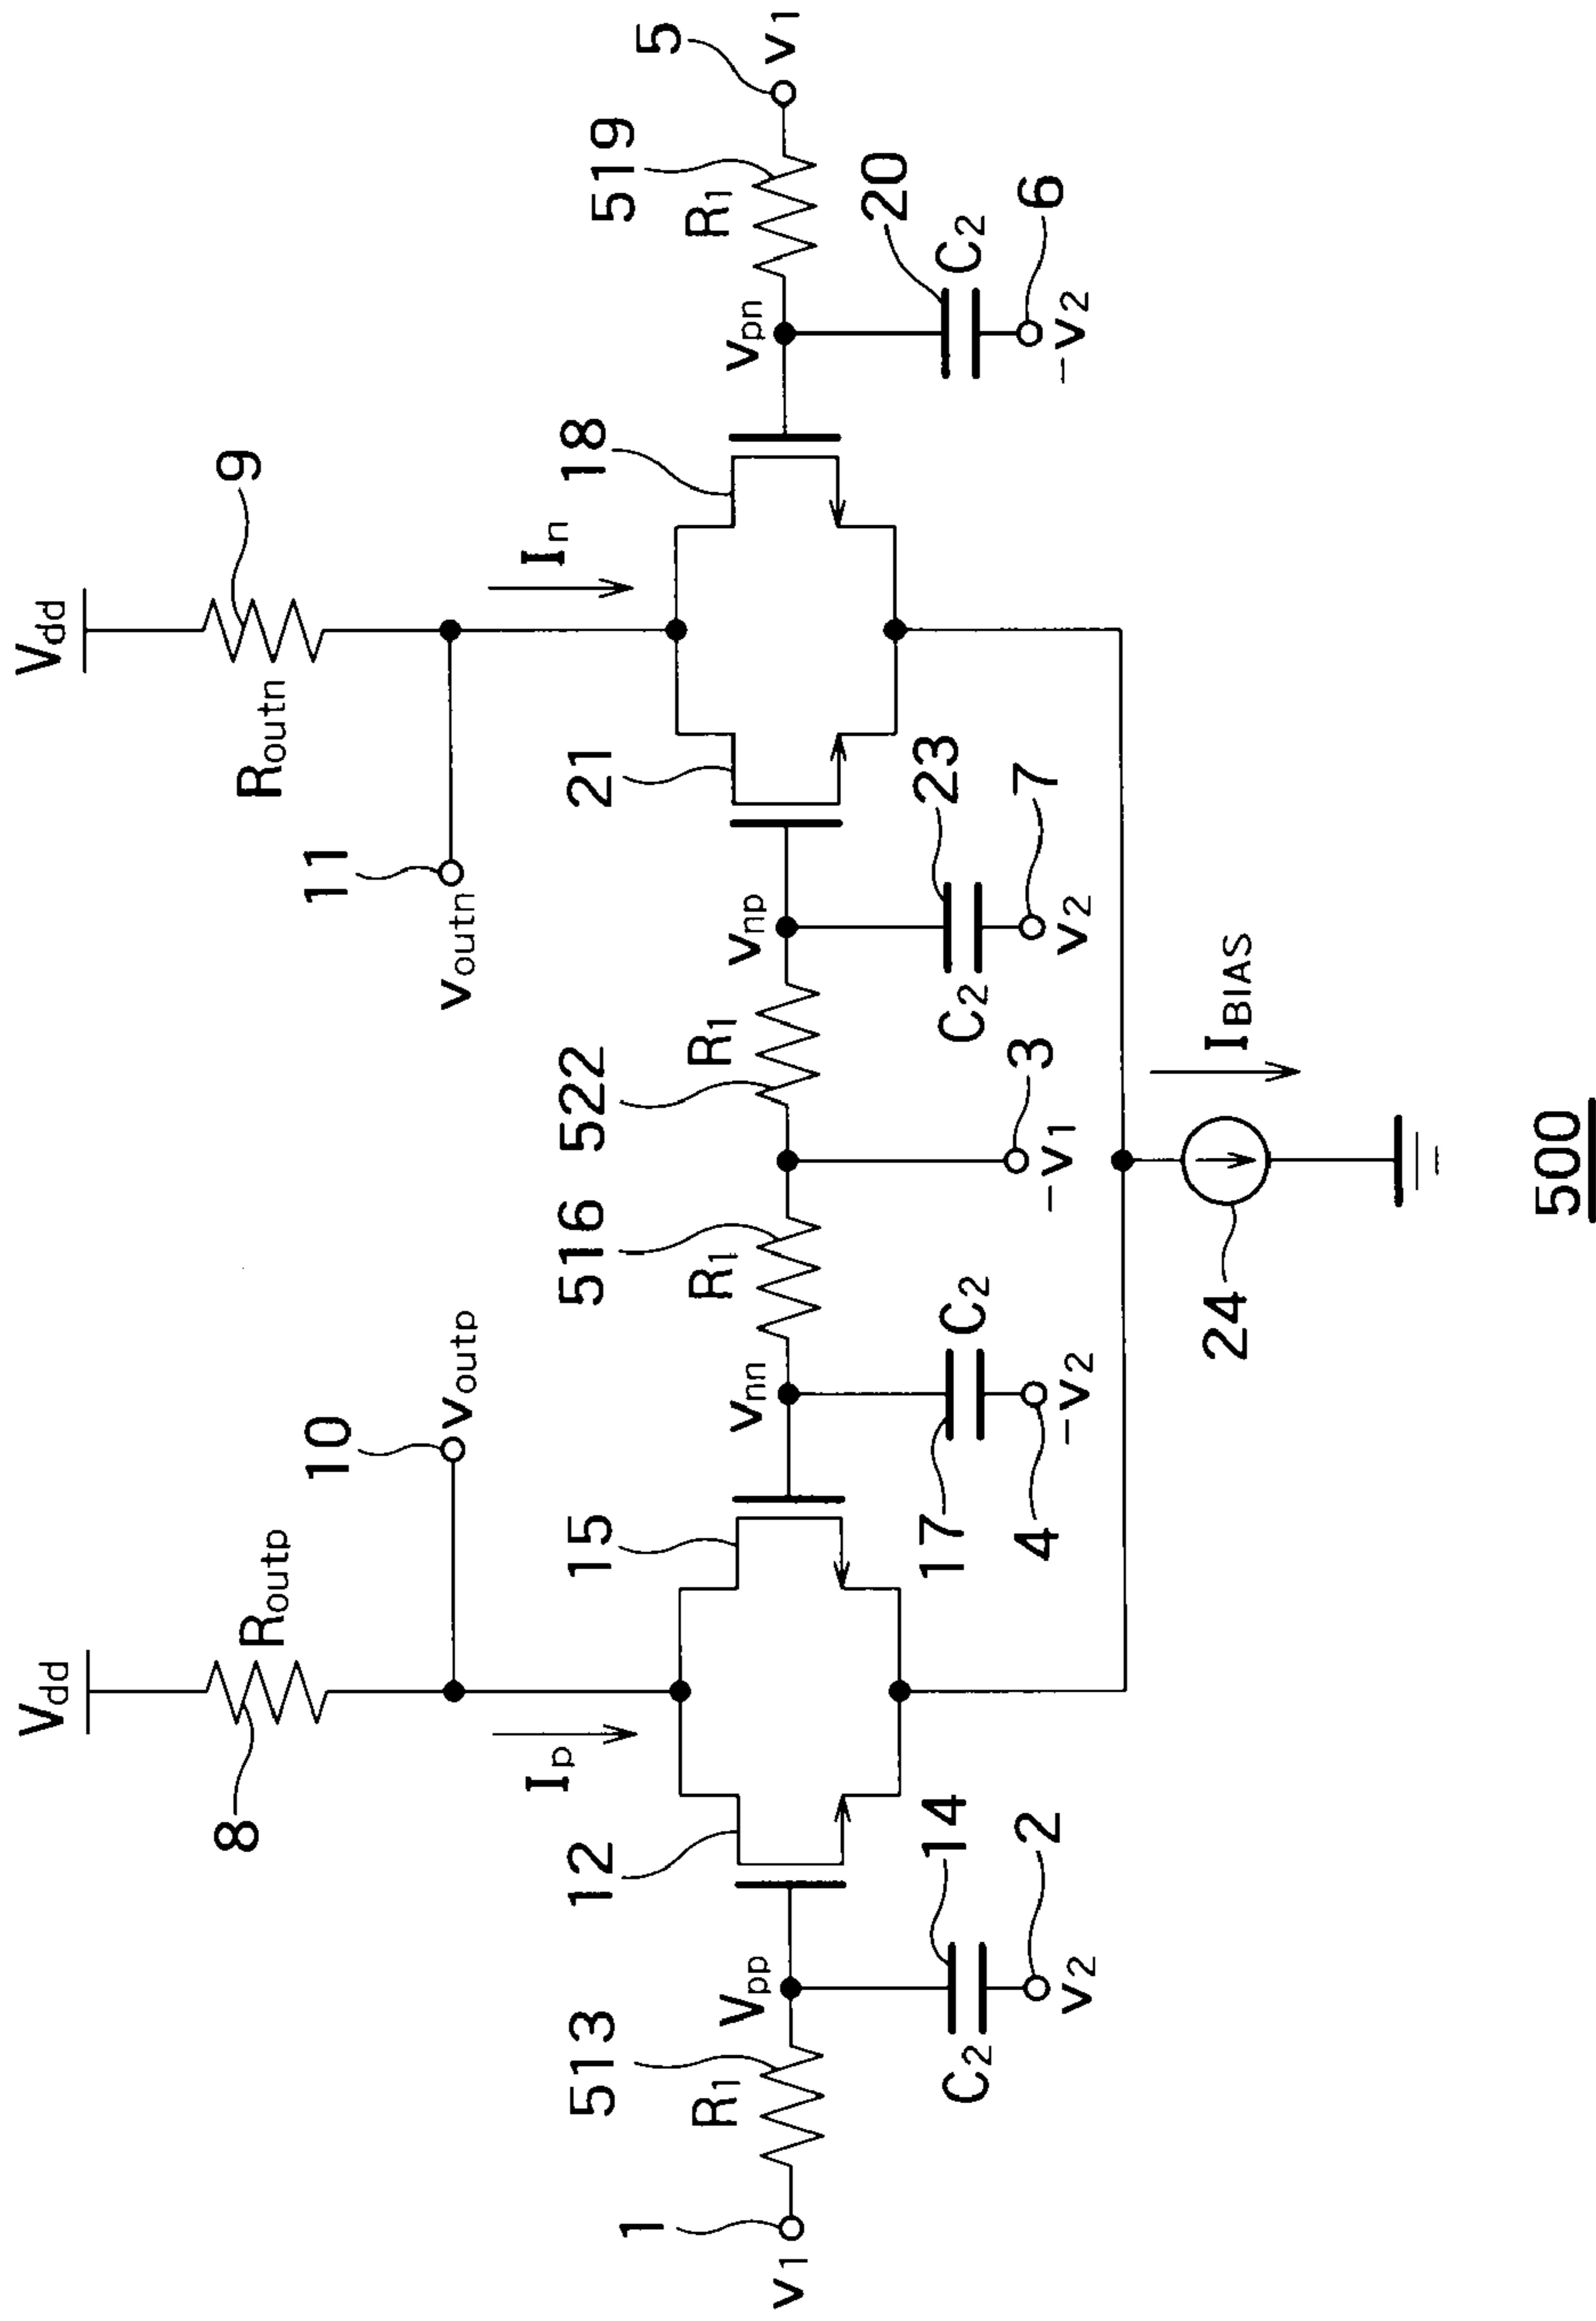 Vdd
Vdd
8
Routp
9
Routn
10
voutp
11
voutn
Ip
In
12
15
21
18
513
516
522
519
5
1
v1
R1
Vpp
vnn
R1
R1
vnp
vpn
R1
v1
14
C2
17
C2
C2
23
20
C2
2
v2
4
-v2
3
-v1
7
v2
6
-v2
24
IBIAS
500